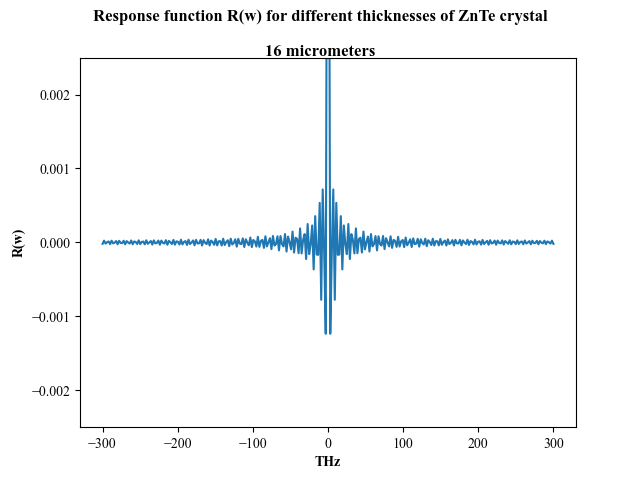 Response function R(w) for different thicknesses of ZnTe crystal
16 micrometers
0.002
0.001
0.000
−0.001
−0.002
R(w)
−300 −200 −100 0 100 200 300
THz